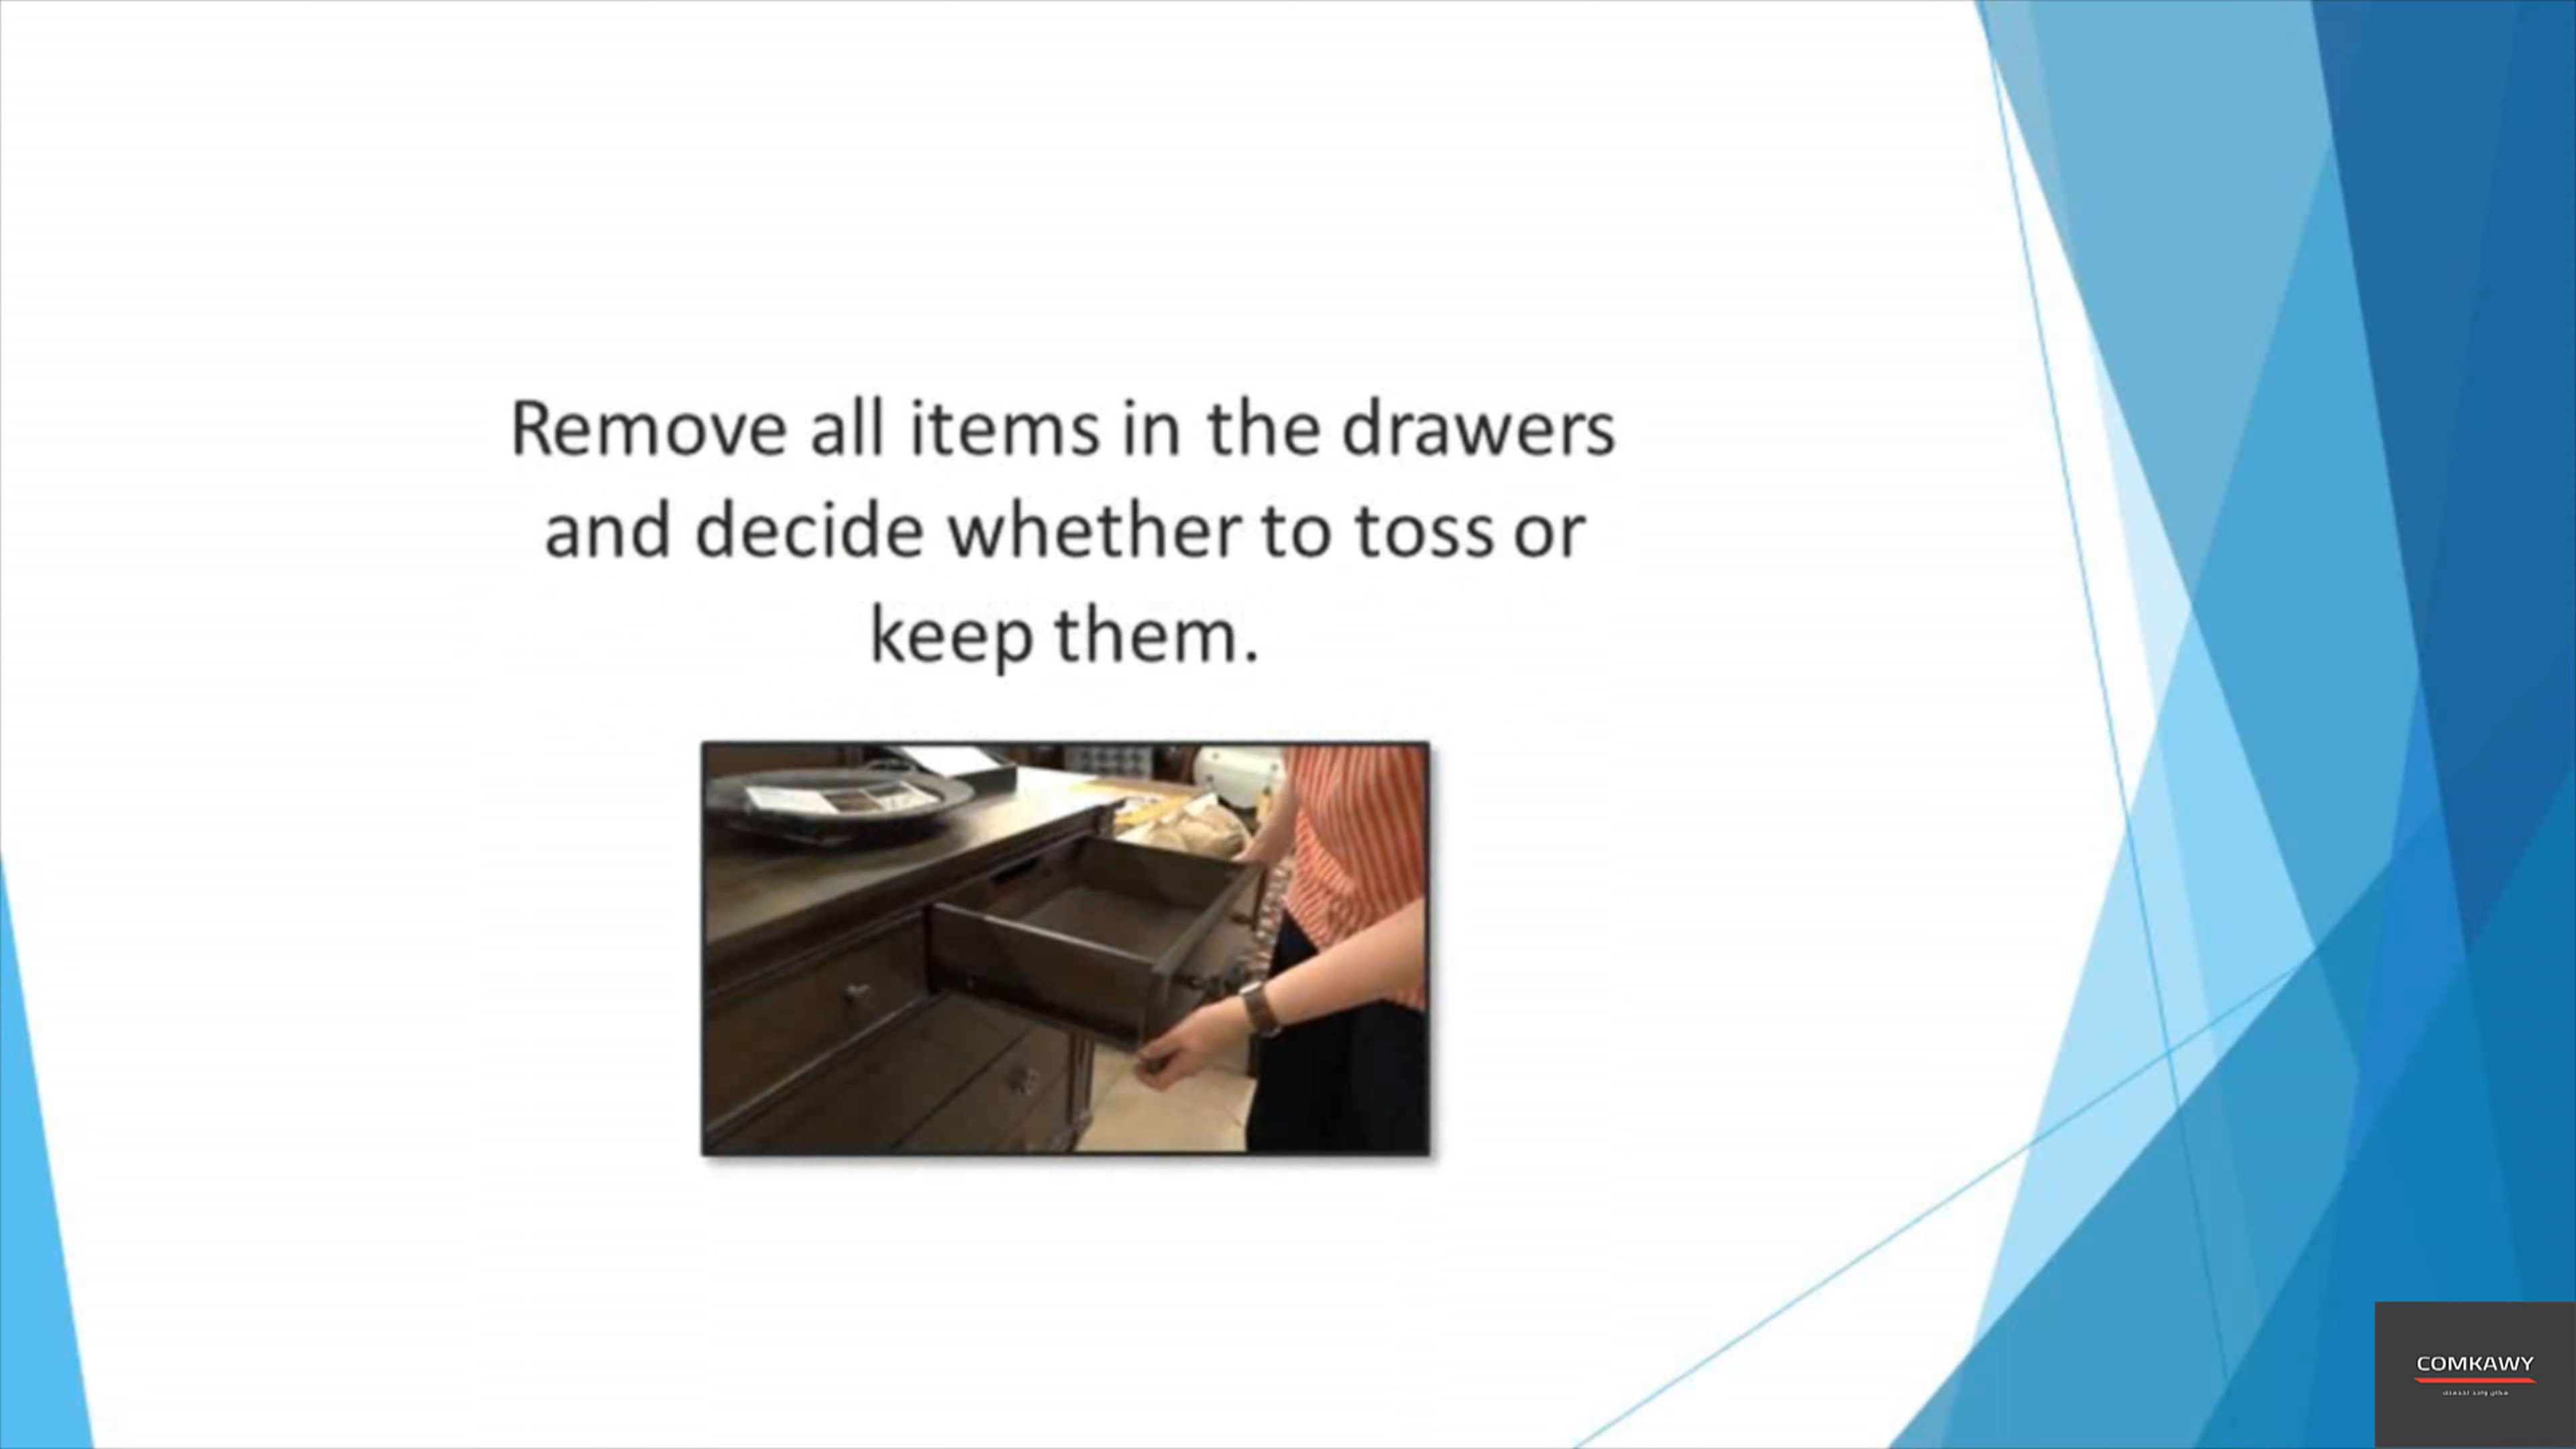 Remove all items in the drawers
and decide whether to toss or
keep them.
COMKAWY